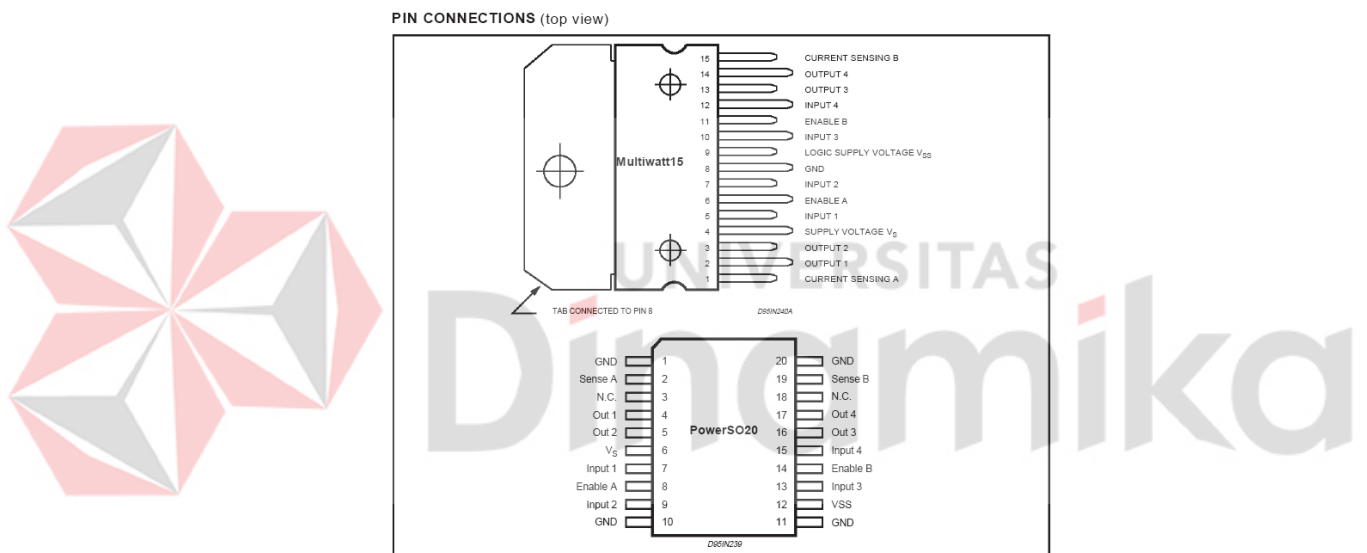 PIN CONNECTIONS (top view)
Multiwatt15
15 CURRENT SENSING B
14 OUTPUT 4
13 OUTPUT 3
12 INPUT 4
11 ENABLE B
10 INPUT 3
9 LOGIC SUPPLY VOLTAGE VSS
8 GND
7 INPUT 2
6 ENABLE A
5 INPUT 1
4 SUPPLY VOLTAGE VS
3 OUTPUT 2
2 OUTPUT 1
1 CURRENT SENSING A
TAB CONNECTED TO PIN 8
D95IN240A
UNIVERSITAS
Dinamika
PowerSO20
GND 1 20 GND
Sense A 2 19 Sense B
N.C. 3 18 N.C.
Out 1 4 17 Out 4
Out 2 5 16 Out 3
VS 6 15 Input 4
Input 1 7 14 Enable B
Enable A 8 13 Input 3
Input 2 9 12 VSS
GND 10 11 GND
D95IN239